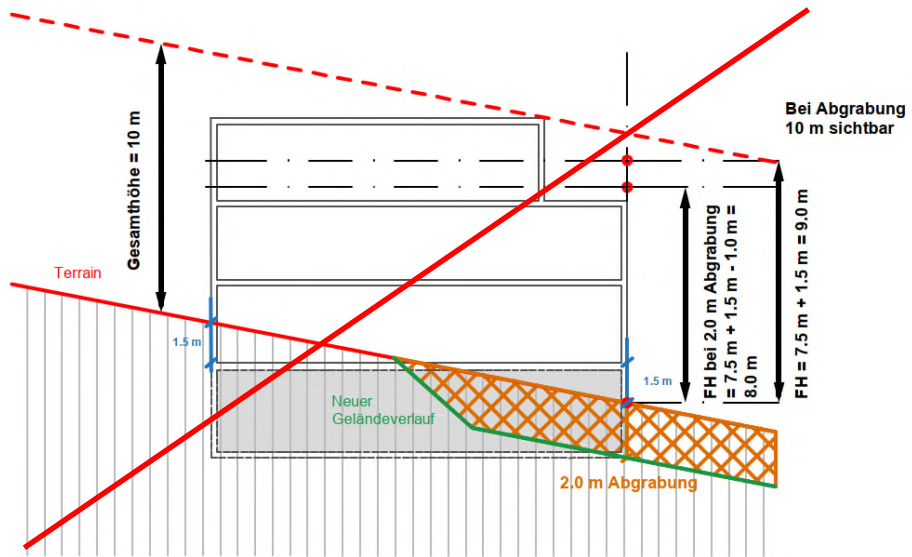 Bei Abgrabung
10 m sichtbar
Gesamthöhe = 10 m
Terrain
1.5 m
1.5 m
FH bei 2.0 m Abgrabung
= 7.5 m + 1.5 m - 1.0 m =
8.0 m
FH = 7.5 m + 1.5 m = 9.0 m
Neuer
Geländeverlauf
2.0 m Abgrabung